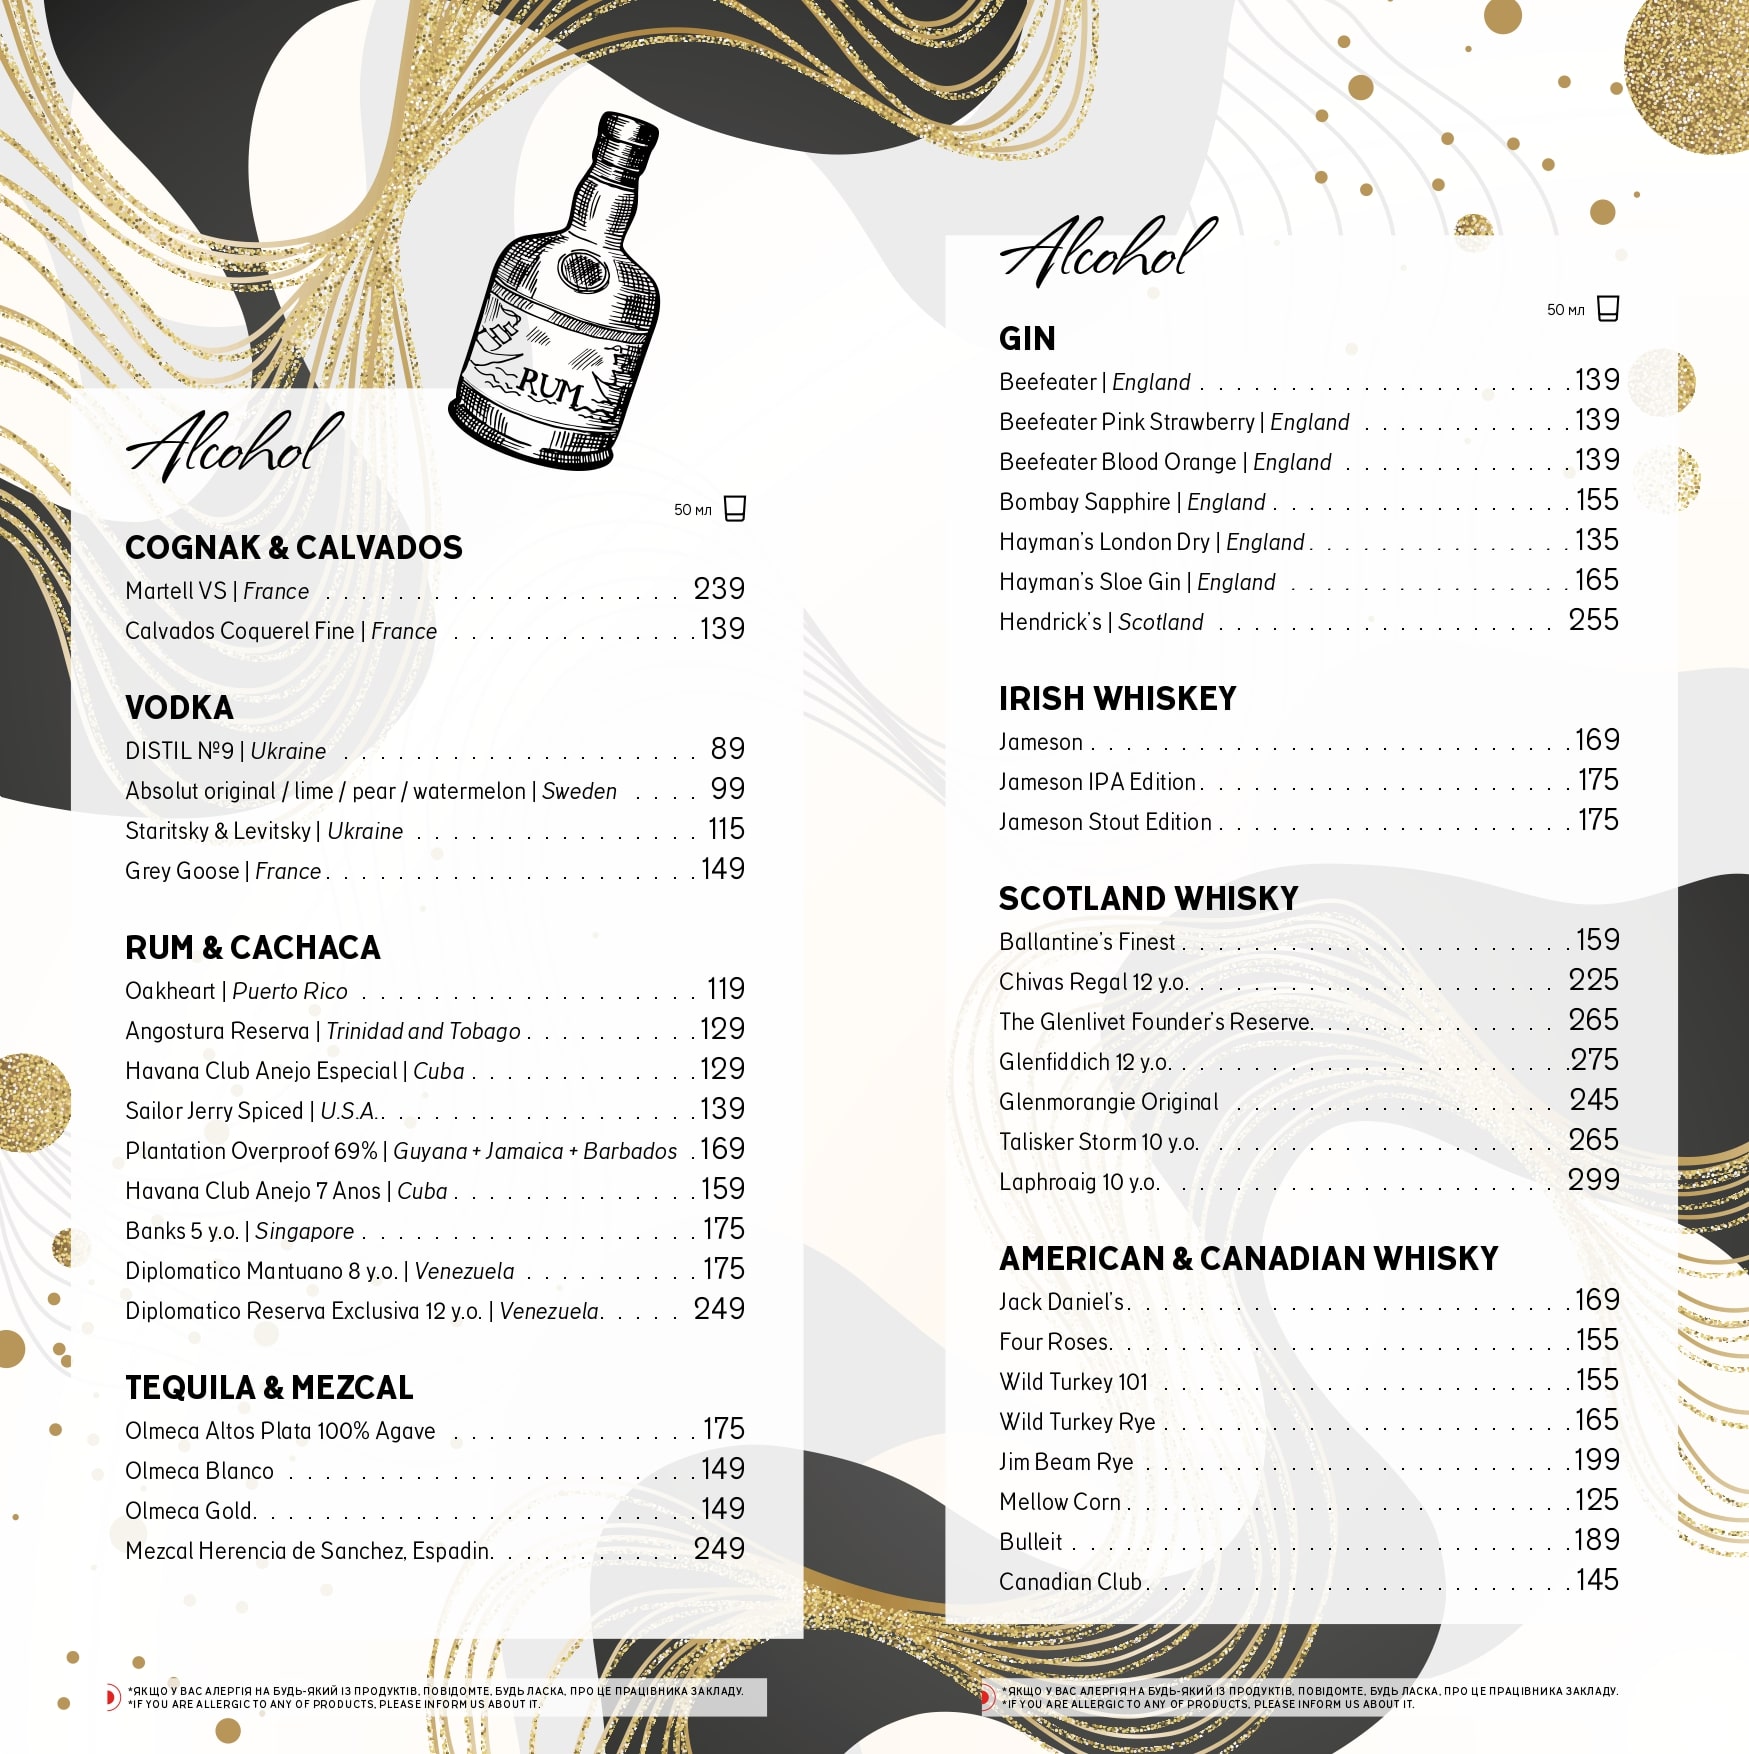 RUM
Alcohol
50 мл
COGNAK & CALVADOS
Martell VS | France . . . . . . . . . . . . . . . . . . . . 239
Calvados Coquerel Fine | France . . . . . . . . . . . . . . 139
VODKA
DISTIL №9 | Ukraine . . . . . . . . . . . . . . . . . . . . 89
Absolut original / lime / pear / watermelon | Sweden . . . . 99
Staritsky & Levitsky | Ukraine . . . . . . . . . . . . . . . . 115
Grey Goose | France . . . . . . . . . . . . . . . . . . . . . 149
RUM & CACHACA
Oakheart | Puerto Rico . . . . . . . . . . . . . . . . . . . 119
Angostura Reserva | Trinidad and Tobago . . . . . . . . . . 129
Havana Club Anejo Especial | Cuba . . . . . . . . . . . . . 129
Sailor Jerry Spiced | U.S.A. . . . . . . . . . . . . . . . . . . 139
Plantation Overproof 69% | Guyana + Jamaica + Barbados . 169
Havana Club Anejo 7 Anos | Cuba . . . . . . . . . . . . . . 159
Banks 5 y.o. | Singapore . . . . . . . . . . . . . . . . . . . 175
Diplomatico Mantuano 8 y.o. | Venezuela . . . . . . . . . . 175
Diplomatico Reserva Exclusiva 12 y.o. | Venezuela. . . . . 249
TEQUILA & MEZCAL
Olmeca Altos Plata 100% Agave . . . . . . . . . . . . . . 175
Olmeca Blanco . . . . . . . . . . . . . . . . . . . . . . . 149
Olmeca Gold. . . . . . . . . . . . . . . . . . . . . . . . . 149
Mezcal Herencia de Sanchez, Espadin. . . . . . . . . . . 249
*ЯКЩО У ВАС АЛЕРГІЯ НА БУДЬ-ЯКИЙ ІЗ ПРОДУКТІВ, ПОВІДОМТЕ, БУДЬ ЛАСКА, ПРО ЦЕ ПРАЦІВНИКА ЗАКЛАДУ.
*IF YOU ARE ALLERGIC TO ANY OF PRODUCTS, PLEASE INFORM US ABOUT IT.
Alcohol
50 мл
GIN
Beefeater | England . . . . . . . . . . . . . . . . . . . . . 139
Beefeater Pink Strawberry | England . . . . . . . . . . . . 139
Beefeater Blood Orange | England . . . . . . . . . . . . . 139
Bombay Sapphire | England . . . . . . . . . . . . . . . . . 155
Hayman's London Dry | England . . . . . . . . . . . . . . . 135
Hayman's Sloe Gin | England . . . . . . . . . . . . . . . . 165
Hendrick's | Scotland . . . . . . . . . . . . . . . . . . . 255
IRISH WHISKEY
Jameson . . . . . . . . . . . . . . . . . . . . . . . . . . . 169
Jameson IPA Edition . . . . . . . . . . . . . . . . . . . . . 175
Jameson Stout Edition . . . . . . . . . . . . . . . . . . . . 175
SCOTLAND WHISKY
Ballantine's Finest . . . . . . . . . . . . . . . . . . . . . . 159
Chivas Regal 12 y.o. . . . . . . . . . . . . . . . . . . . . 225
The Glenlivet Founder's Reserve. . . . . . . . . . . . . . 265
Glenfiddich 12 y.o. . . . . . . . . . . . . . . . . . . . . . . 275
Glenmorangie Original . . . . . . . . . . . . . . . . . . 245
Talisker Storm 10 y.o. . . . . . . . . . . . . . . . . . . . . 265
Laphroaig 10 y.o. . . . . . . . . . . . . . . . . . . . . . 299
AMERICAN & CANADIAN WHISKY
Jack Daniel's. . . . . . . . . . . . . . . . . . . . . . . . . 169
Four Roses. . . . . . . . . . . . . . . . . . . . . . . . . . 155
Wild Turkey 101 . . . . . . . . . . . . . . . . . . . . . . . 155
Wild Turkey Rye . . . . . . . . . . . . . . . . . . . . . . . 165
Jim Beam Rye . . . . . . . . . . . . . . . . . . . . . . . . 199
Mellow Corn . . . . . . . . . . . . . . . . . . . . . . . . . 125
Bulleit . . . . . . . . . . . . . . . . . . . . . . . . . . . . 189
Canadian Club . . . . . . . . . . . . . . . . . . . . . . . . 145
*ЯКЩО У ВАС АЛЕРГІЯ НА БУДЬ-ЯКИЙ ІЗ ПРОДУКТІВ, ПОВІДОМТЕ, БУДЬ ЛАСКА, ПРО ЦЕ ПРАЦІВНИКА ЗАКЛАДУ.
*IF YOU ARE ALLERGIC TO ANY OF PRODUCTS, PLEASE INFORM US ABOUT IT.